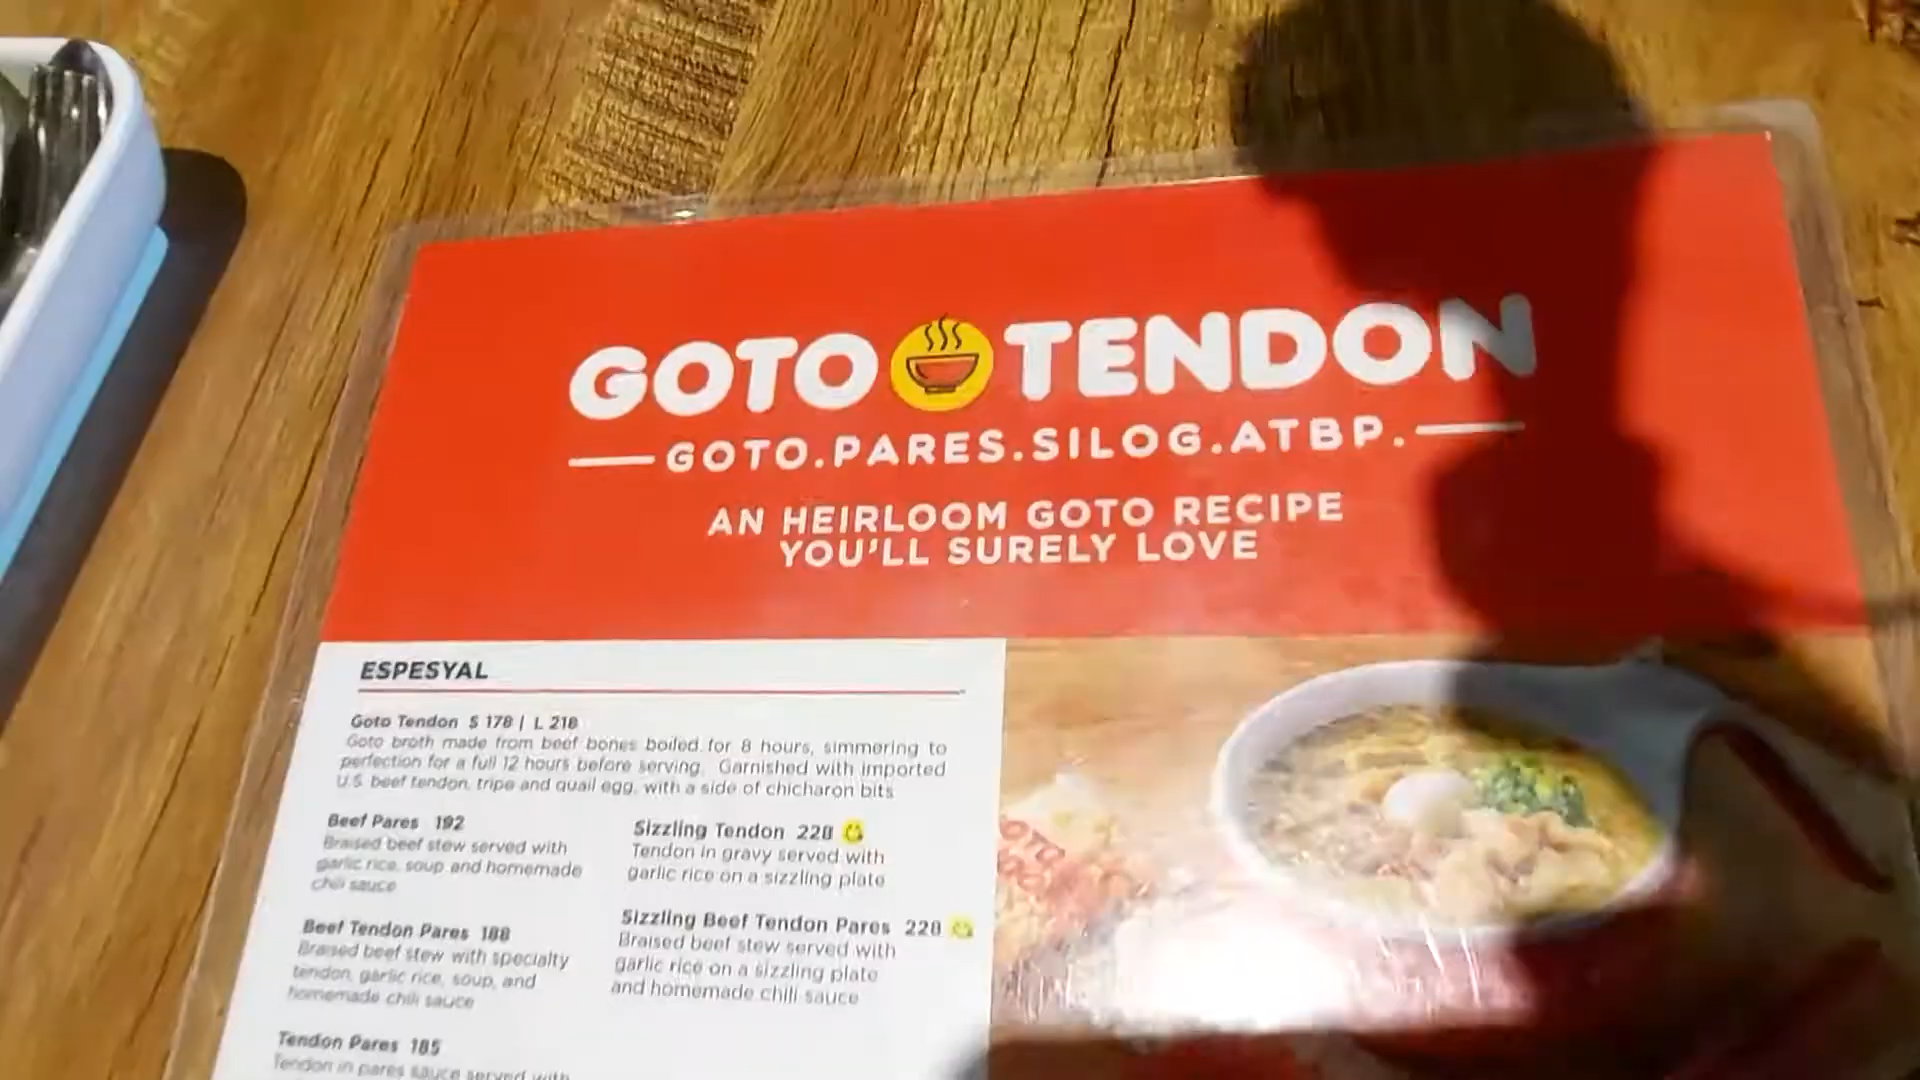 GOTO TENDON
GOTO.PARES.SILOG.ATBP.
AN HEIRLOOM GOTO RECIPE
YOU'LL SURELY LOVE
ESPESYAL
Goto Tendon S 178 | L 218
Goto broth made from beef bones boiled for 8 hours, simmering to
perfection for a full 12 hours before serving. Garnished with imported
U.S. beef tendon, tripe and quail egg, with a side of chicharon bits
Beef Pares 192
Braised beef stew served with
garlic rice, soup and homemade
chili sauce
Beef Tendon Pares 188
Braised beef stew with specialty
tendon, garlic rice, soup, and
homemade chili sauce
Tendon Pares 185
Tendon in pares sauce served with
Sizzling Tendon 228
Tendon in gravy served with
garlic rice on a sizzling plate
Sizzling Beef Tendon Pares 228
Braised beef stew served with
garlic rice on a sizzling plate
and homemade chili sauce